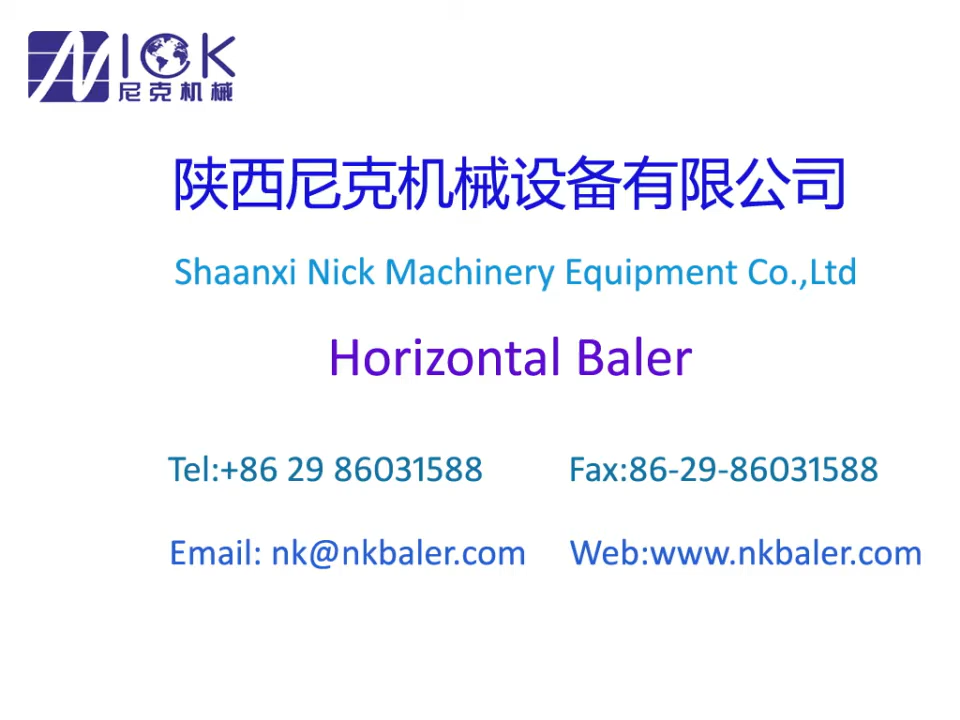 NICK
尼克机械
陕西尼克机械设备有限公司
Shaanxi Nick Machinery Equipment Co.,Ltd
Horizontal Baler
Tel:+86 29 86031588 Fax:86-29-86031588
Email: nk@nkbaler.com Web:www.nkbaler.com